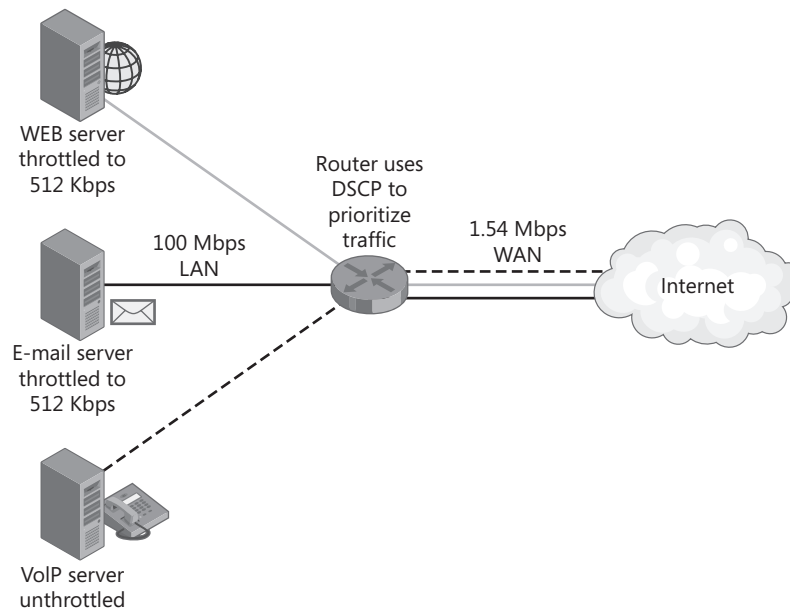 WEB server
throttled to
512 Kbps
Router uses
DSCP to
prioritize
traffic
100 Mbps
LAN
1.54 Mbps
WAN
Internet
E-mail server
throttled to
512 Kbps
VoIP server
unthrottled